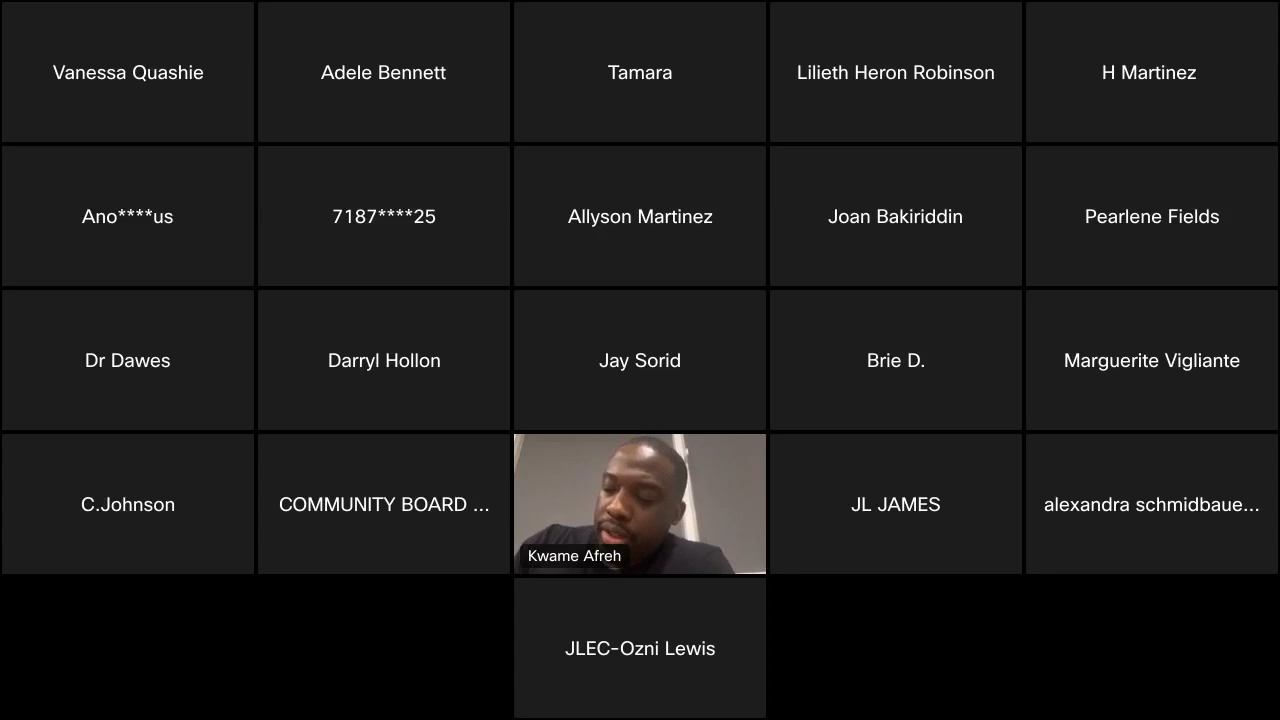 Vanessa Quashie
Adele Bennett
Tamara
Lilieth Heron Robinson
H Martinez
Ano****us
7187****25
Allyson Martinez
Joan Bakiriddin
Pearlene Fields
Dr Dawes
Darryl Hollon
Jay Sorid
Brie D.
Marguerite Vigliante
C.Johnson
COMMUNITY BOARD ...
Kwame Afreh
JL JAMES
alexandra schmidbaue...
JLEC-Ozni Lewis